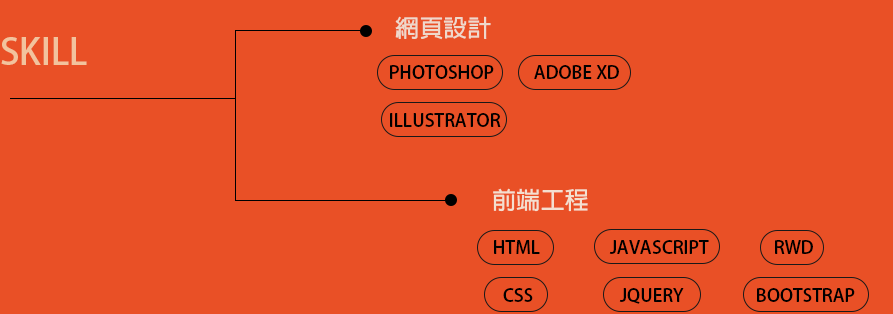 SKILL
網頁設計
PHOTOSHOP ADOBE XD
ILLUSTRATOR
前端工程
HTML JAVASCRIPT RWD
CSS JQUERY BOOTSTRAP